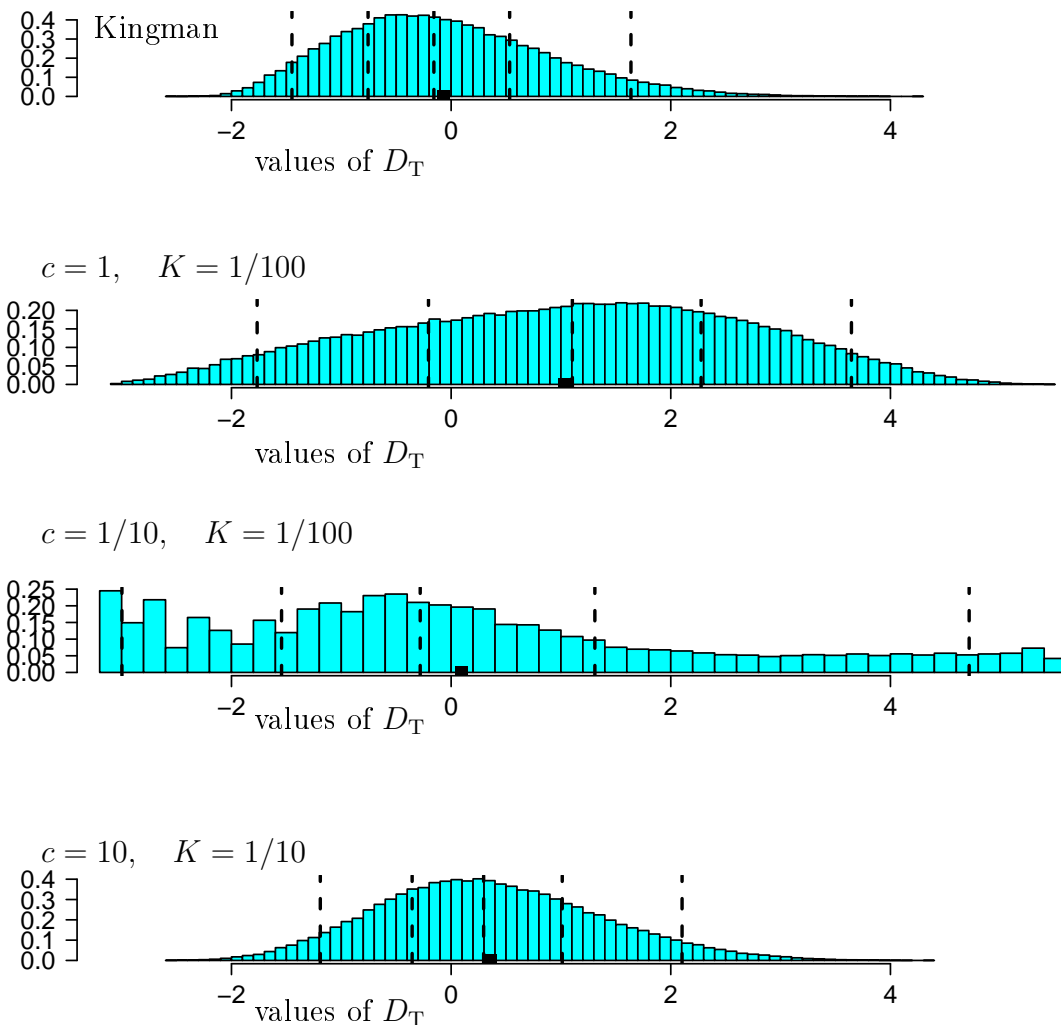 Kingman
0.4
0.3
0.2
0.1
0.0
−2 0 2 4
values of D_T
c = 1, K = 1/100
0.20
0.15
0.10
0.05
0.00
−2 0 2 4
values of D_T
c = 1/10, K = 1/100
0.25
0.20
0.15
0.10
0.05
0.00
−2 0 2 4
values of D_T
c = 10, K = 1/10
0.4
0.3
0.2
0.1
0.0
−2 0 2 4
values of D_T